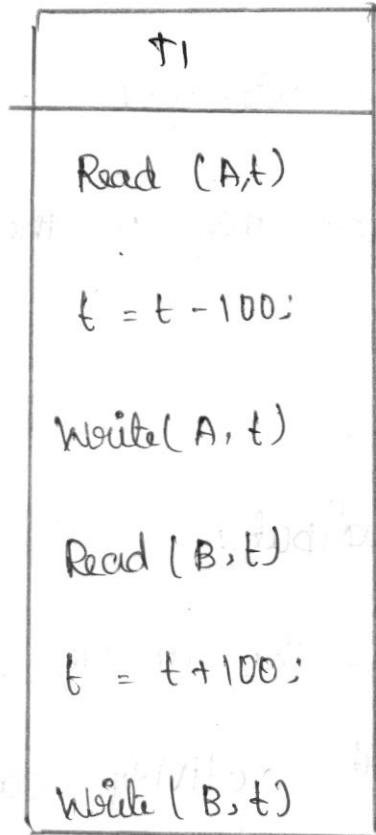 T1
Read (A,t)
t = t - 100;
Write(A, t)
Read (B,t)
t = t + 100;
Write (B, t)